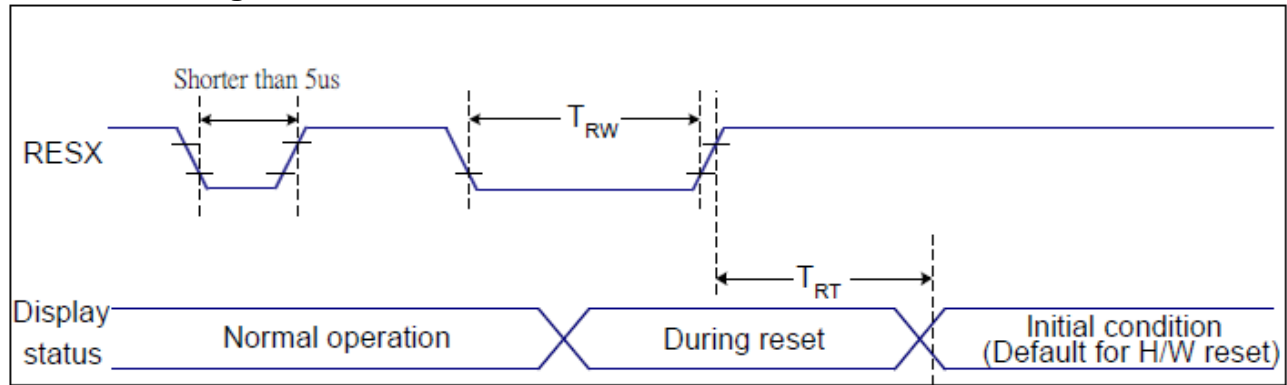 Shorter than 5us
RESX
TRW
TRT
Display
status
Normal operation
During reset
Initial condition
(Default for H/W reset)